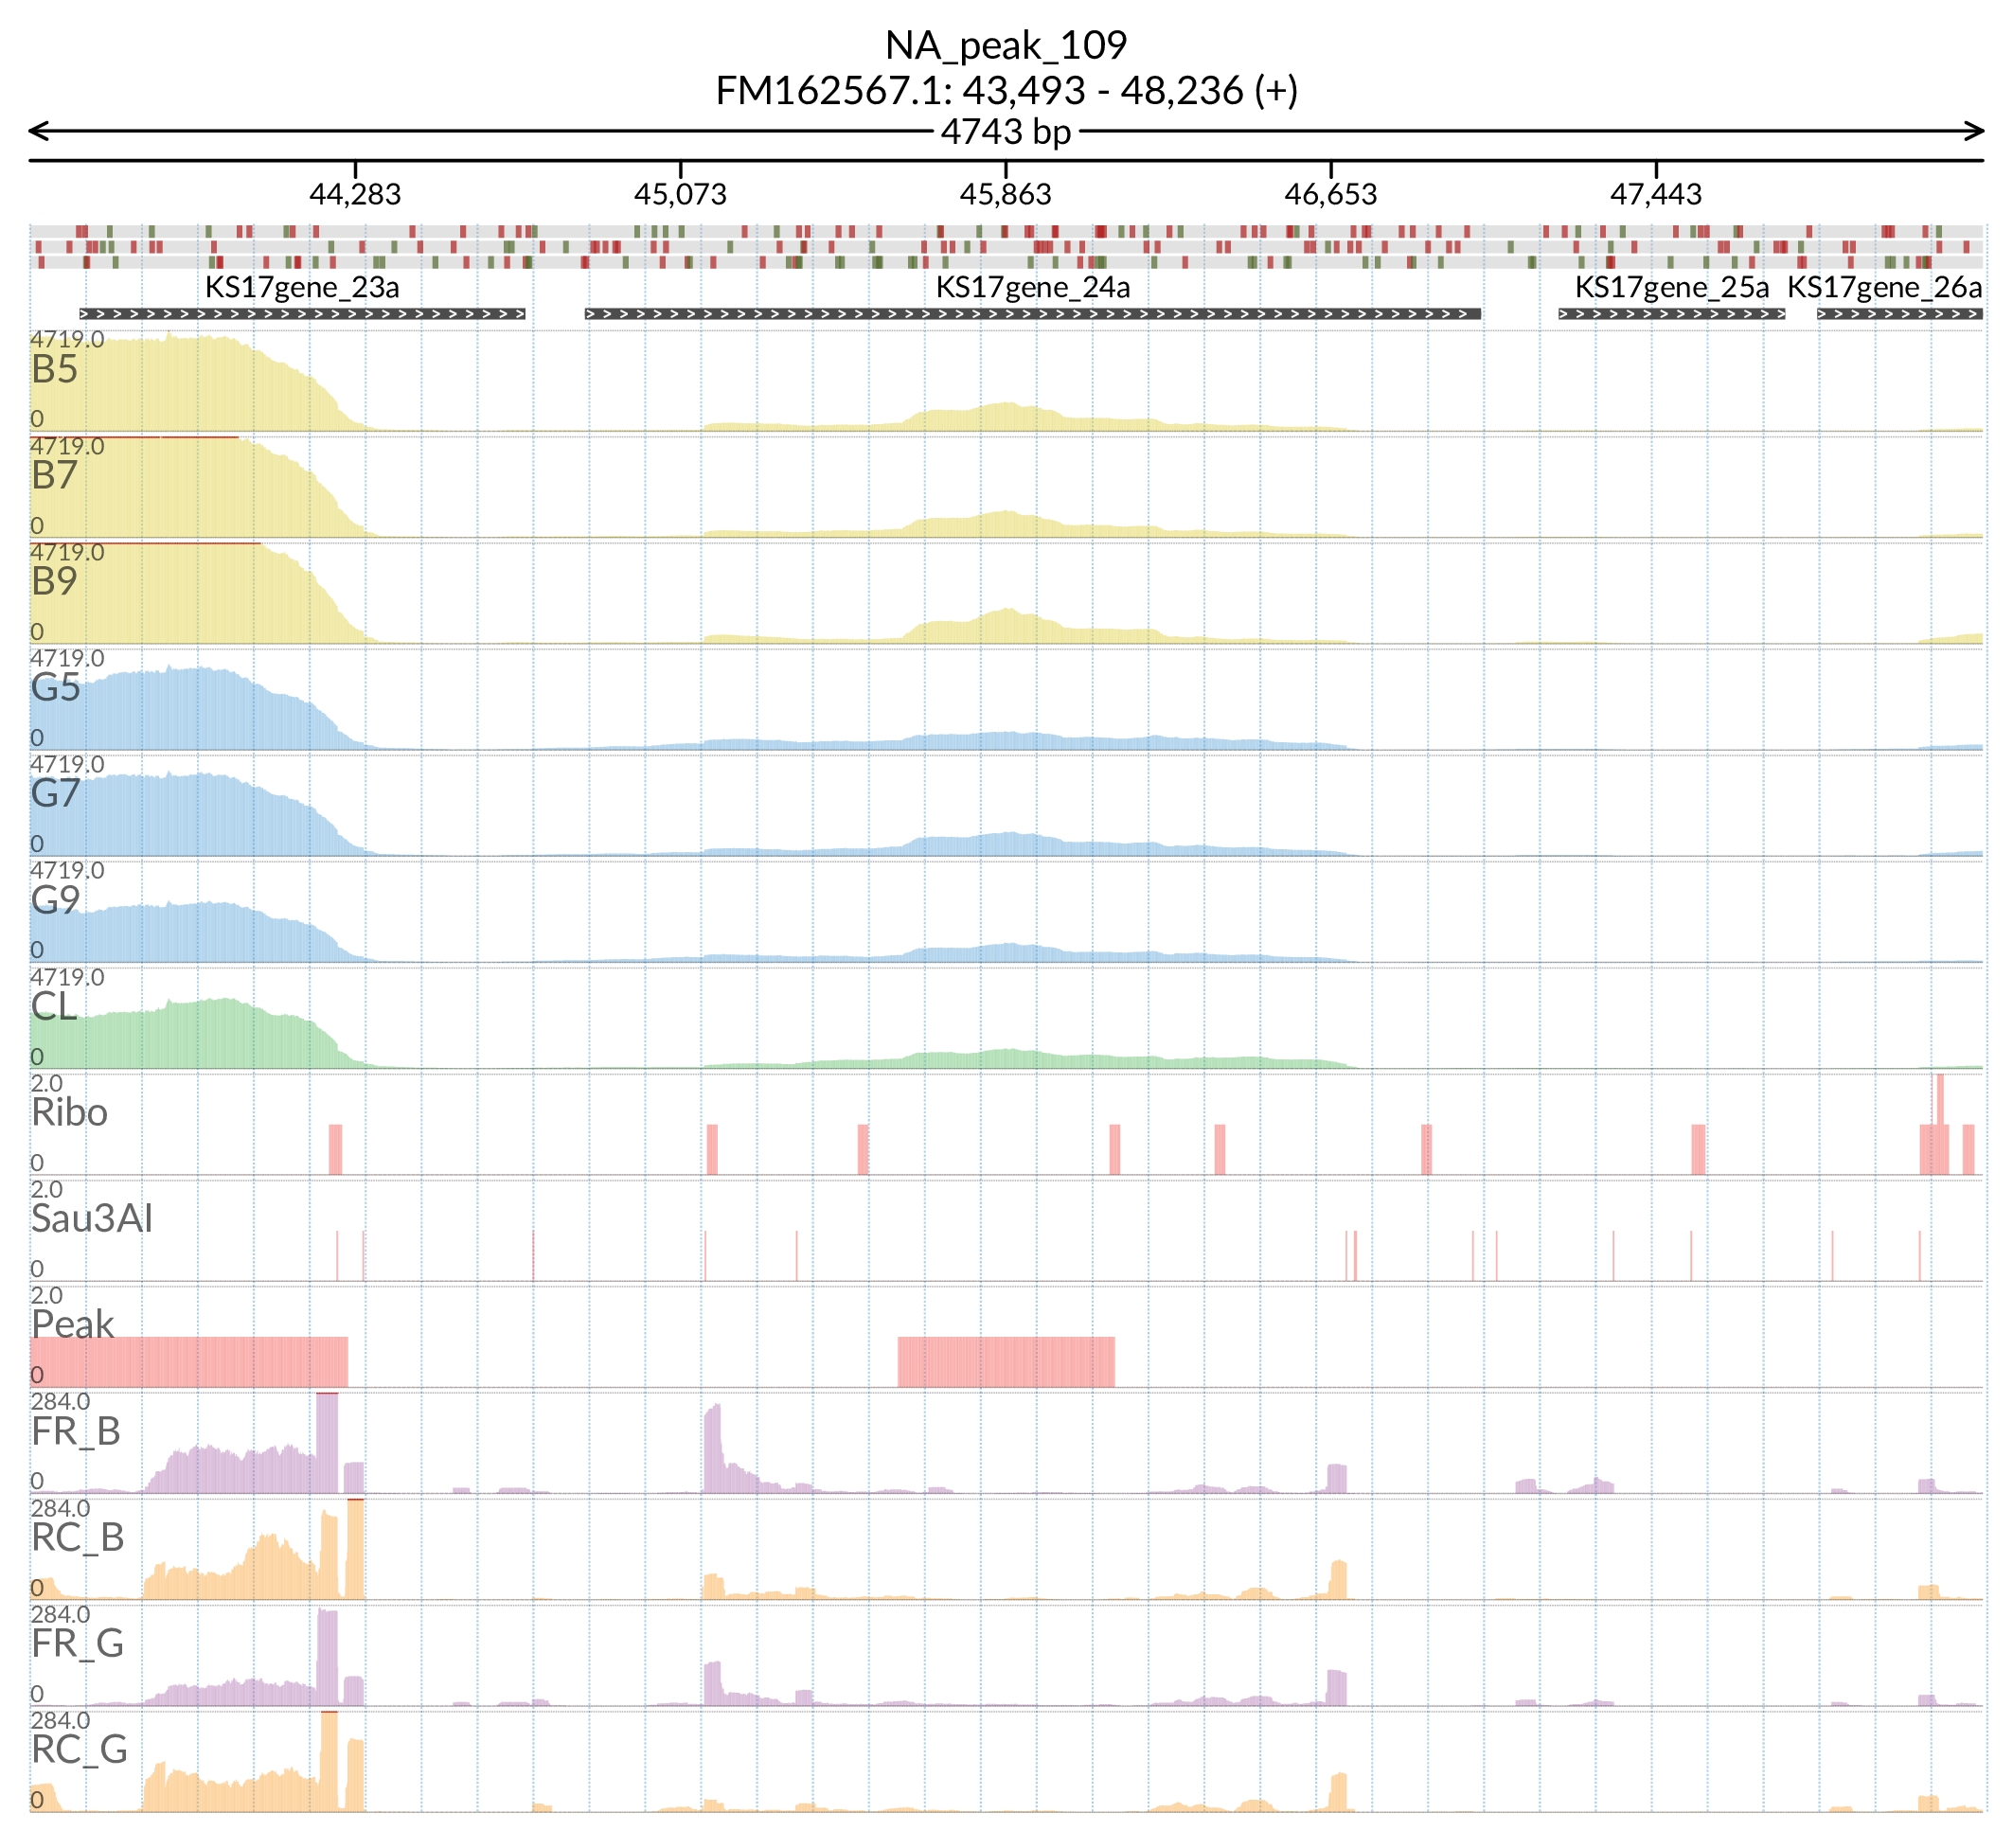 NA_peak_109
FM162567.1: 43,493 - 48,236 (+)
4743 bp
44,283 45,073 45,863 46,653 47,443
KS17gene_23a KS17gene_24a KS17gene_25a KS17gene_26a
4719.0
B5
0
4719.0
B7
0
4719.0
B9
0
4719.0
G5
0
4719.0
G7
0
4719.0
G9
0
4719.0
CL
0
2.0
Ribo
0
2.0
Sau3AI
0
2.0
Peak
0
284.0
FR_B
0
284.0
RC_B
0
284.0
FR_G
0
284.0
RC_G
0